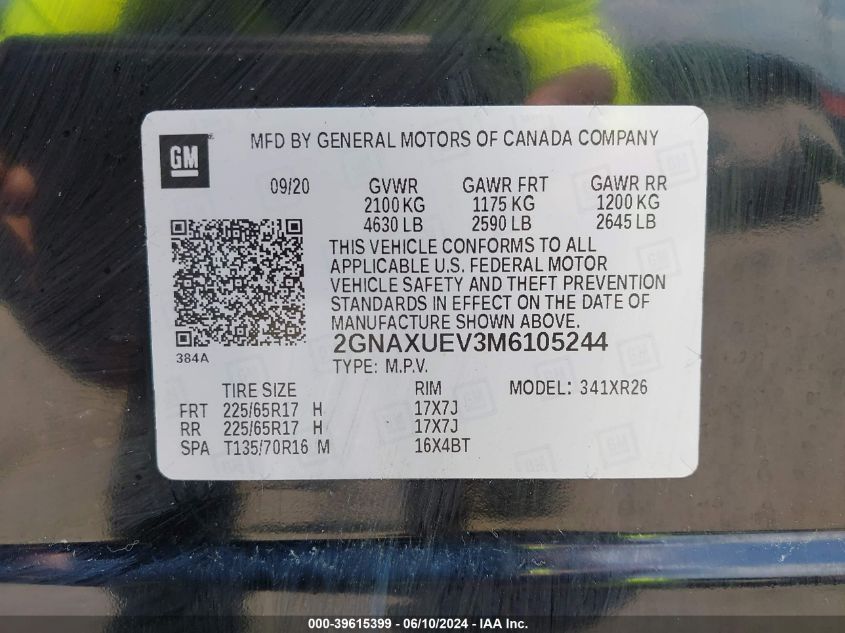 GM
MFD BY GENERAL MOTORS OF CANADA COMPANY
09/20 GVWR GAWR FRT GAWR RR
2100 KG 1175 KG 1200 KG
4630 LB 2590 LB 2645 LB
THIS VEHICLE CONFORMS TO ALL
APPLICABLE U.S. FEDERAL MOTOR
VEHICLE SAFETY AND THEFT PREVENTION
STANDARDS IN EFFECT ON THE DATE OF
MANUFACTURE SHOWN ABOVE.
384A
2GNAXUEV3M6105244
TYPE: M.P.V.
TIRE SIZE RIM MODEL: 341XR26
FRT 225/65R17 H 17X7J
RR 225/65R17 H 17X7J
SPA T135/70R16 M 16X4BT
000-39615399 - 06/10/2024 - IAA Inc.